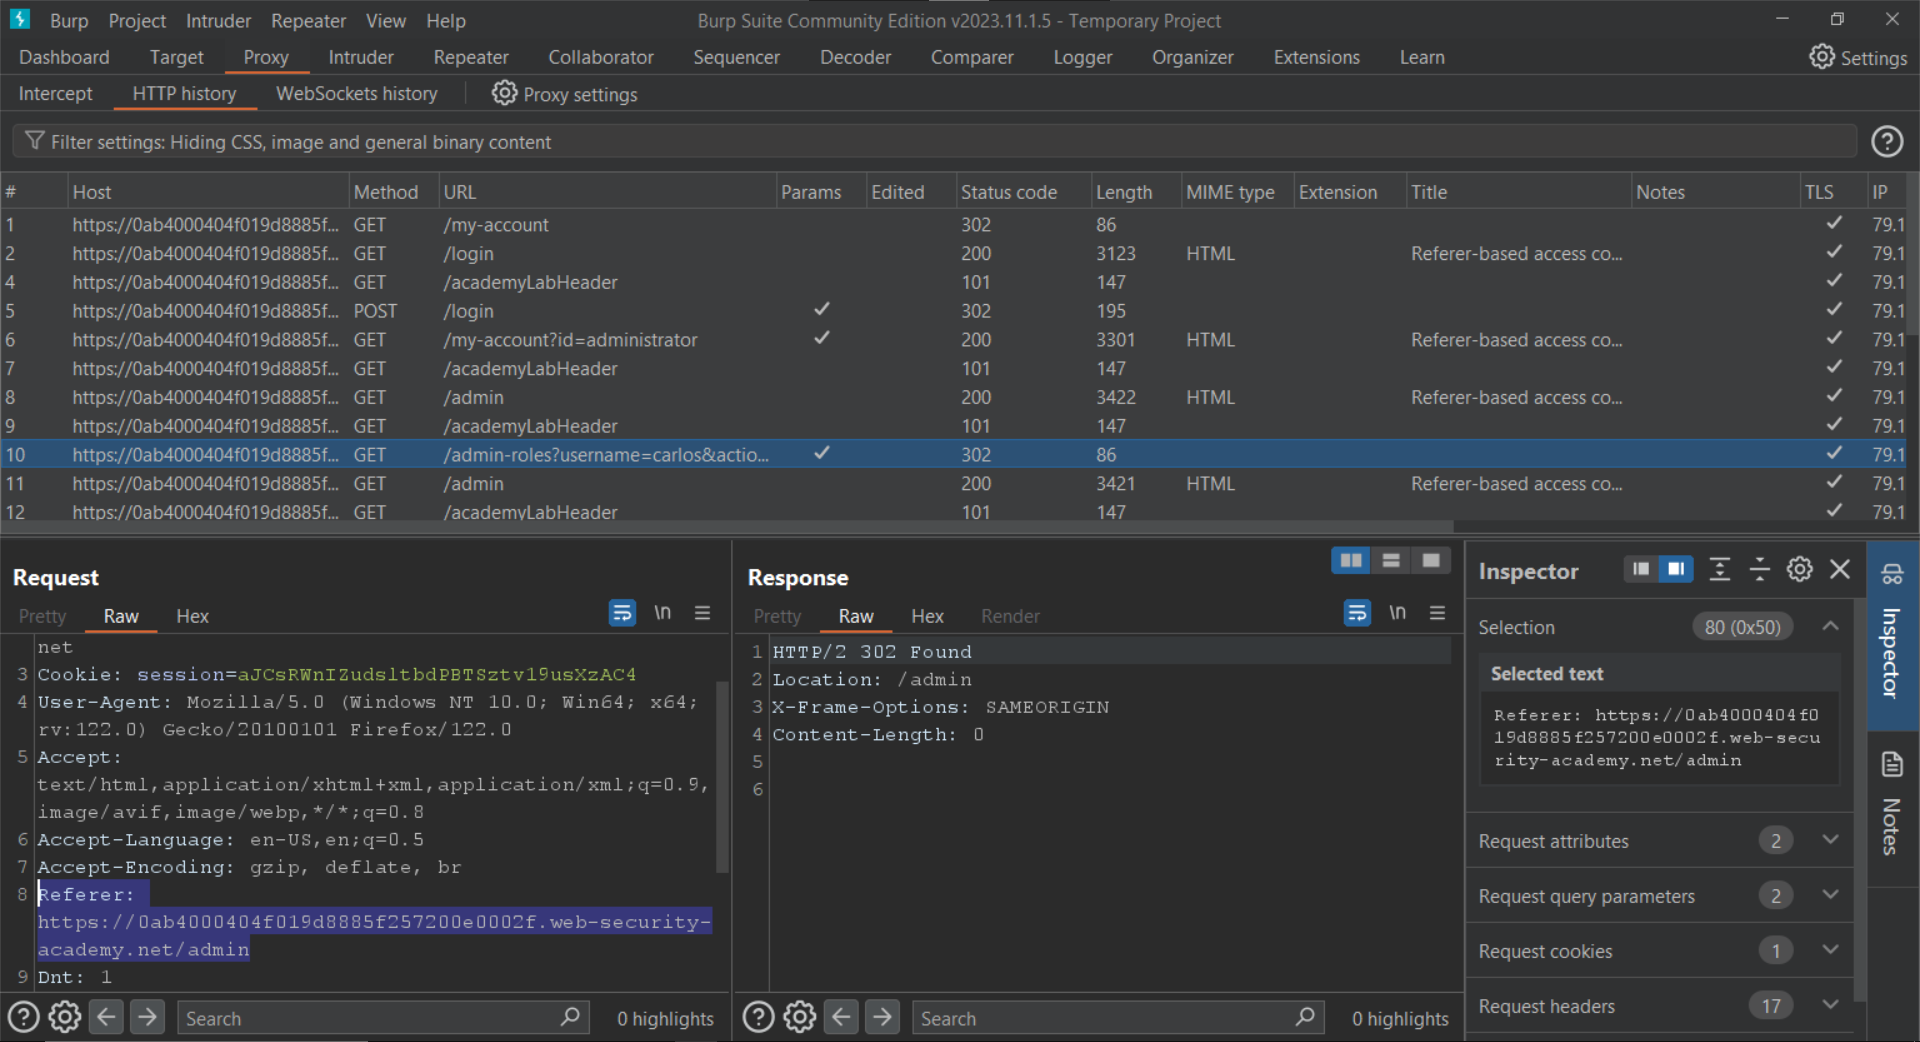 Burp Project Intruder Repeater View Help Burp Suite Community Edition v2023.11.1.5 - Temporary Project
Dashboard Target Proxy Intruder Repeater Collaborator Sequencer Decoder Comparer Logger Organizer Extensions Learn Settings
Intercept HTTP history WebSockets history Proxy settings
Filter settings: Hiding CSS, image and general binary content
# Host Method URL Params Edited Status code Length MIME type Extension Title Notes TLS IP
1 https://0ab4000404f019d8885f... GET /my-account 302 86 ✓ 79.1
2 https://0ab4000404f019d8885f... GET /login 200 3123 HTML Referer-based access co... ✓ 79.1
4 https://0ab4000404f019d8885f... GET /academyLabHeader 101 147 ✓ 79.1
5 https://0ab4000404f019d8885f... POST /login ✓ 302 195 ✓ 79.1
6 https://0ab4000404f019d8885f... GET /my-account?id=administrator ✓ 200 3301 HTML Referer-based access co... ✓ 79.1
7 https://0ab4000404f019d8885f... GET /academyLabHeader 101 147 ✓ 79.1
8 https://0ab4000404f019d8885f... GET /admin 200 3422 HTML Referer-based access co... ✓ 79.1
9 https://0ab4000404f019d8885f... GET /academyLabHeader 101 147 ✓ 79.1
10 https://0ab4000404f019d8885f... GET /admin-roles?username=carlos&actio... ✓ 302 86 ✓ 79.1
11 https://0ab4000404f019d8885f... GET /admin 200 3421 HTML Referer-based access co... ✓ 79.1
12 https://0ab4000404f019d8885f... GET /academyLabHeader 101 147 ✓ 79.1
Request
Pretty Raw Hex \n
net
3 Cookie: session=aJCsRWnIZudsltbdPBTSztvl9usXzAC4
4 User-Agent: Mozilla/5.0 (Windows NT 10.0; Win64; x64;
rv:122.0) Gecko/20100101 Firefox/122.0
5 Accept:
text/html,application/xhtml+xml,application/xml;q=0.9,
image/avif,image/webp,*/*;q=0.8
6 Accept-Language: en-US,en;q=0.5
7 Accept-Encoding: gzip, deflate, br
8 Referer:
https://0ab4000404f019d8885f257200e0002f.web-security-
academy.net/admin
9 Dnt: 1
Search 0 highlights
Response
Pretty Raw Hex Render \n
1 HTTP/2 302 Found
2 Location: /admin
3 X-Frame-Options: SAMEORIGIN
4 Content-Length: 0
5
6
Search 0 highlights
Inspector
Selection 80 (0x50)
Selected text
Referer: https://0ab4000404f0
19d8885f257200e0002f.web-secu
rity-academy.net/admin
Request attributes 2
Request query parameters 2
Request cookies 1
Request headers 17
Inspector
Notes